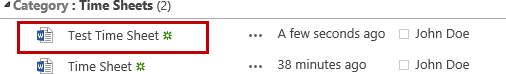 Category : Time Sheets (2)
Test Time Sheet ... A few seconds ago John Doe
Time Sheet ... 38 minutes ago John Doe